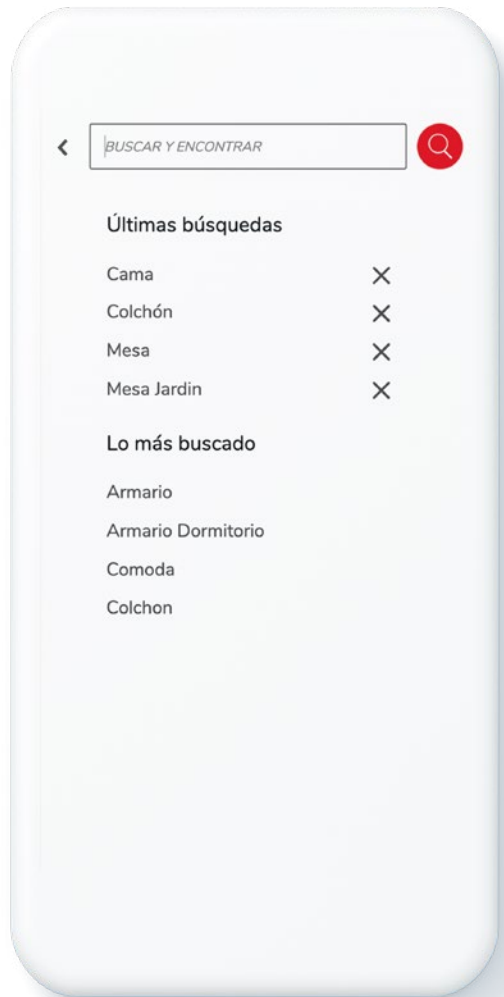 BUSCAR Y ENCONTRAR
Últimas búsquedas
Cama
Colchón
Mesa
Mesa Jardin
Lo más buscado
Armario
Armario Dormitorio
Comoda
Colchon